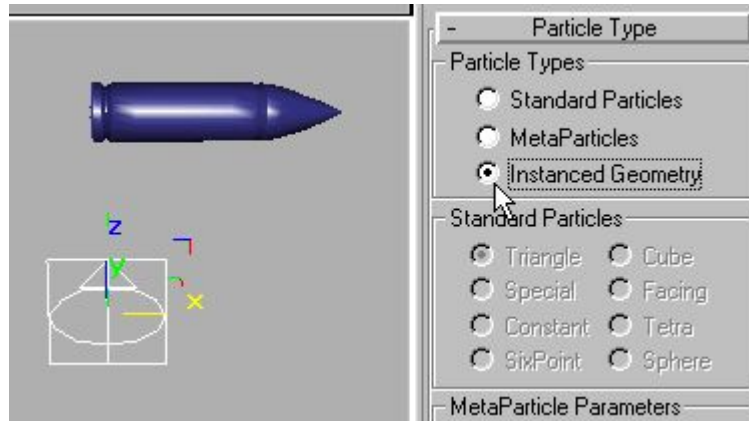 - Particle Type
Particle Types
Standard Particles
MetaParticles
Instanced Geometry
z
y
x
Standard Particles
Triangle Cube
Special Facing
Constant Tetra
SixPoint Sphere
MetaParticle Parameters